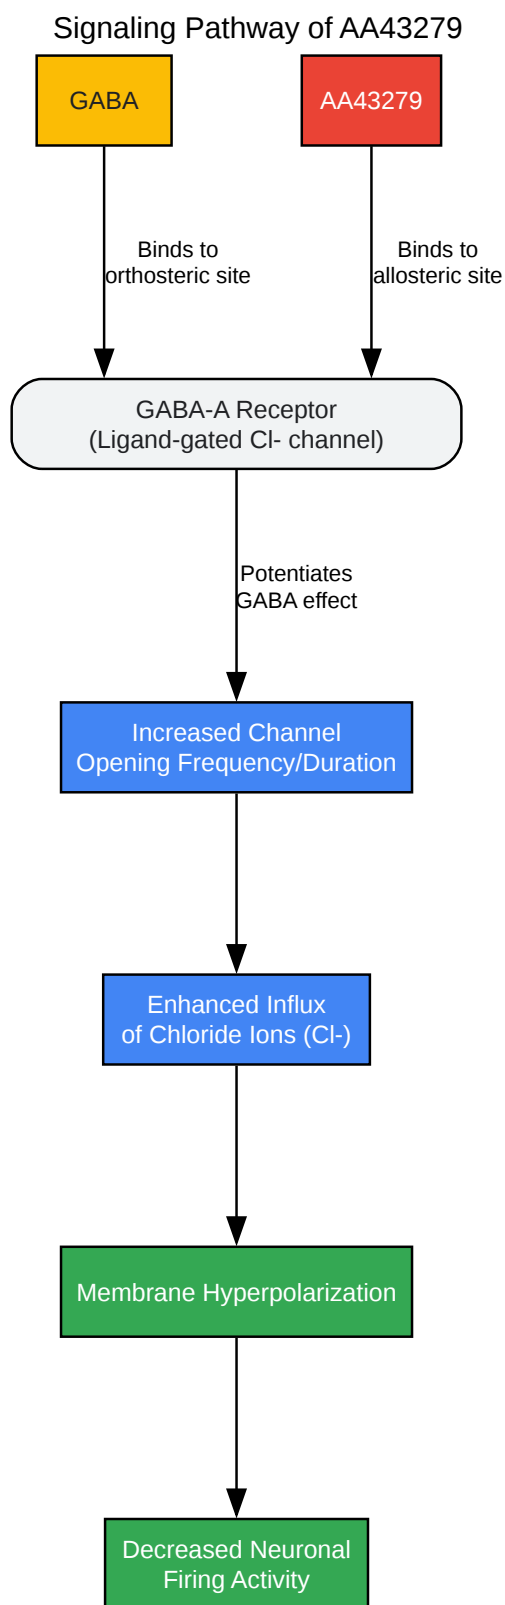 Signaling Pathway of AA43279
GABA
AA43279
Binds to
orthosteric site
Binds to
allosteric site
GABA-A Receptor
(Ligand-gated Cl- channel)
Potentiates
GABA effect
Increased Channel
Opening Frequency/Duration
Enhanced Influx
of Chloride Ions (Cl-)
Membrane Hyperpolarization
Decreased Neuronal
Firing Activity